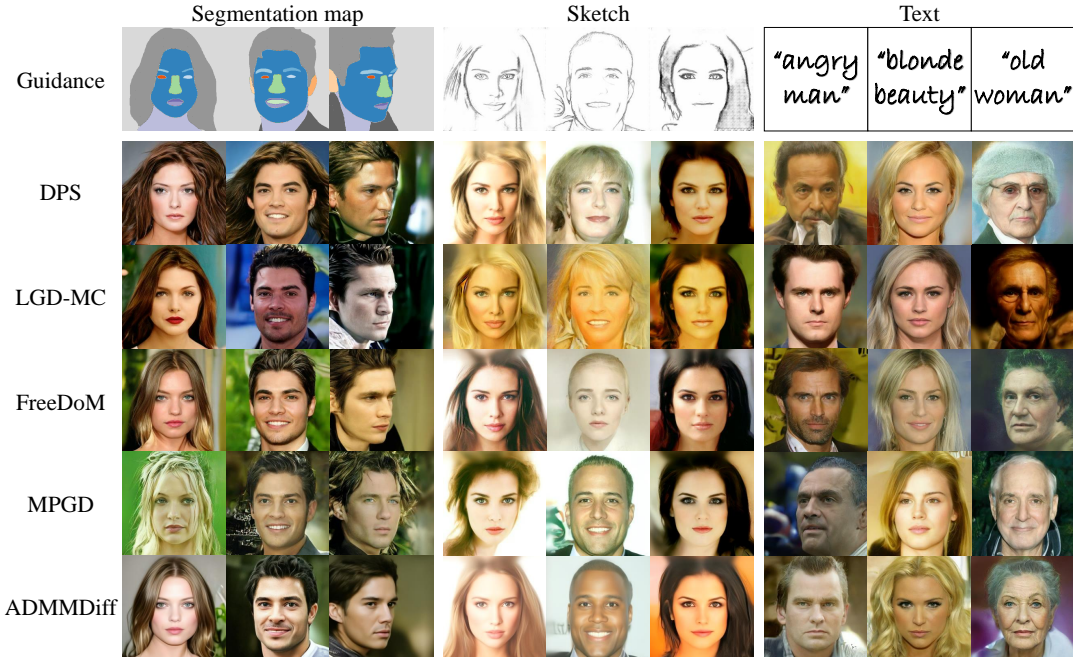 Segmentation map
Sketch
Text
Guidance
“angry
man”
“blonde
beauty”
“old
woman”
DPS
LGD-MC
FreeDoM
MPGD
ADMMDiff